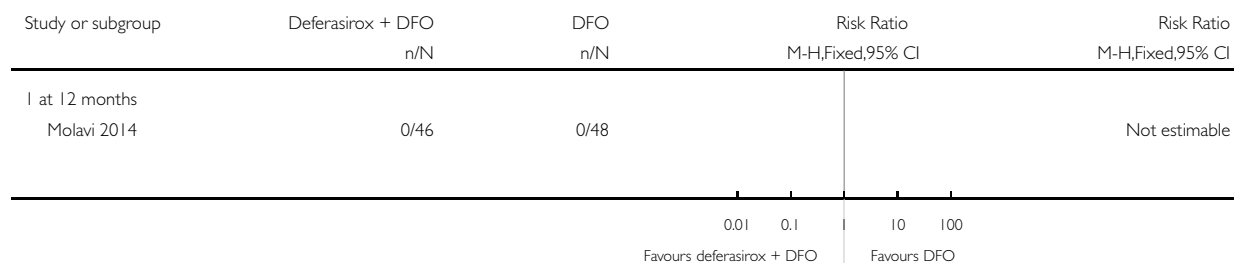 Study or subgroup Deferasirox + DFO DFO Risk Ratio Risk Ratio
n/N n/N M-H,Fixed,95% CI M-H,Fixed,95% CI
1 at 12 months
Molavi 2014 0/46 0/48 Not estimable
0.01 0.1 1 10 100
Favours deferasirox + DFO Favours DFO